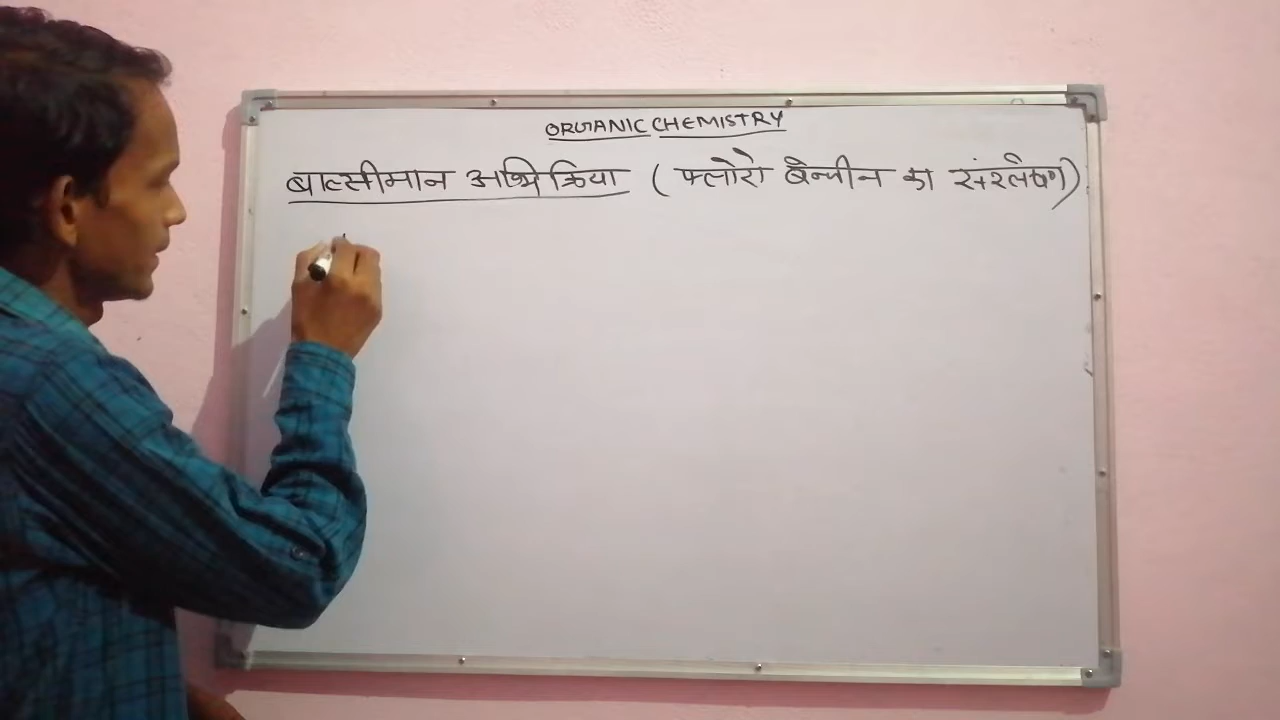 ORGANIC CHEMISTRY
बाल्सीमान अभिक्रिया (फ्लोरो बेन्जीन का संश्लेषण)